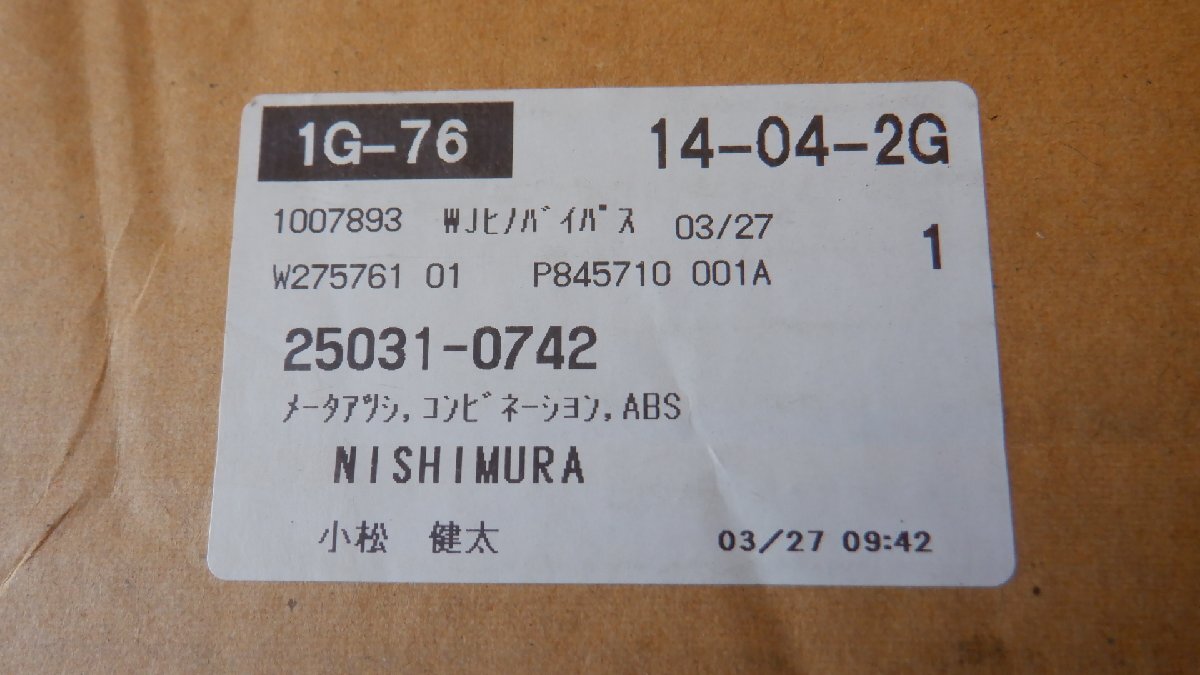 1G-76 14-04-2G
1007893 WJﾋﾉﾊﾞｲﾊﾟｽ 03/27 1
W275761 01 P845710 001A
25031-0742
ﾒｰﾀｱﾂｼ,ｺﾝﾋﾞﾈｰｼｮﾝ,ABS
NISHIMURA
小松 健太 03/27 09:42